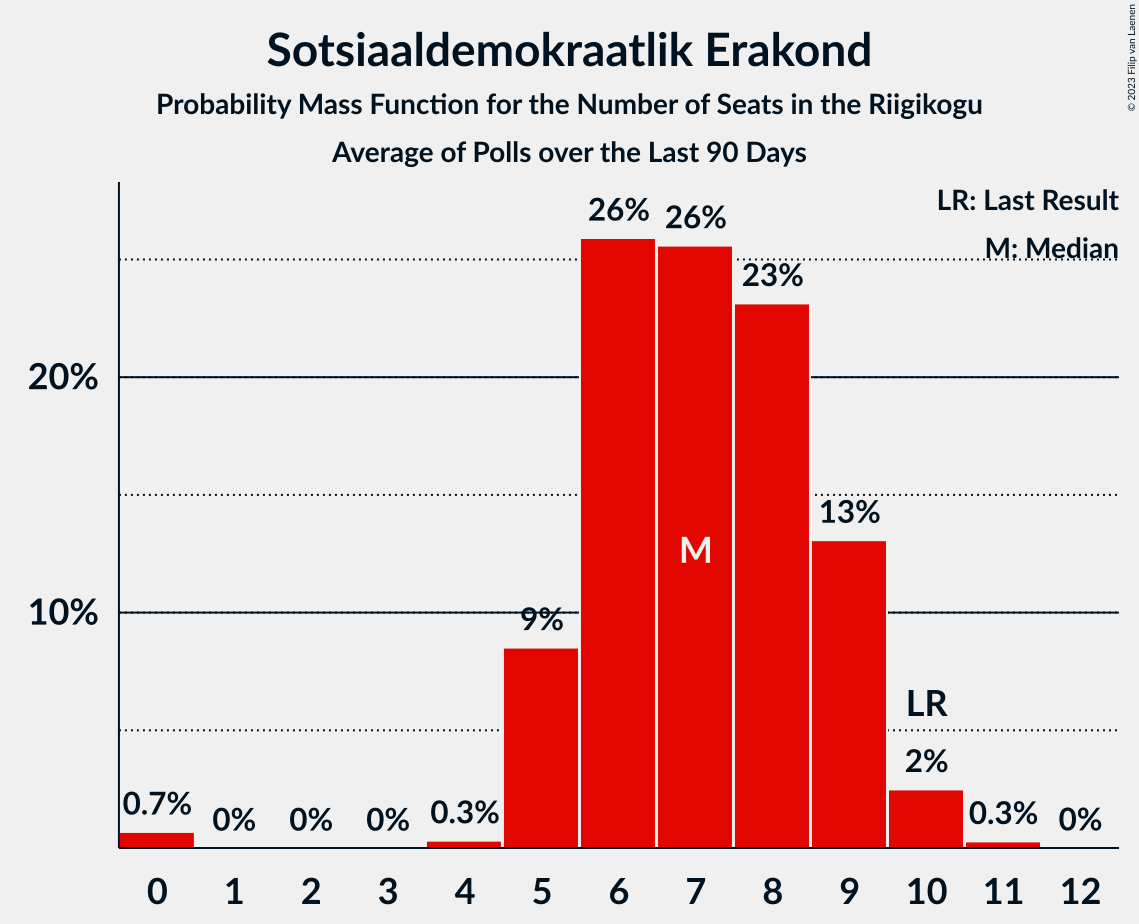 Sotsiaaldemokraatlik Erakond
Probability Mass Function for the Number of Seats in the Riigikogu
Average of Polls over the Last 90 Days
© 2023 Filip van Laenen
LR: Last Result
M: Median
26%
26%
23%
20%
13%
M
10%
9%
LR
2%
0.7%
0%
0%
0%
0.3%
0.3%
0%
0 1 2 3 4 5 6 7 8 9 10 11 12